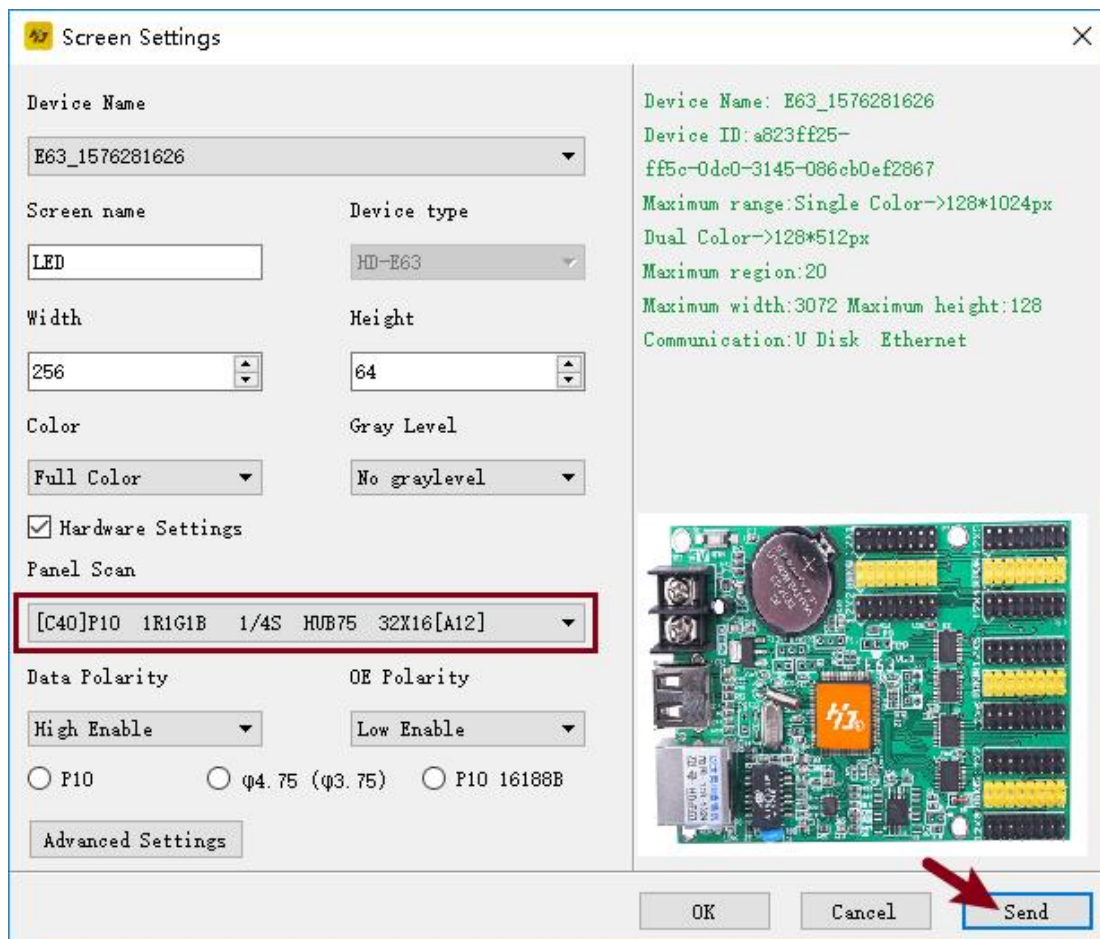 Screen Settings
Device Name
E63_1576281626
Screen name
Device type
LED
HD-E63
Width
Height
256
64
Color
Gray Level
Full Color
No graylevel
Hardware Settings
Panel Scan
[C40]P10 1R1G1B 1/4S HUB75 32X16[A12]
Data Polarity
OE Polarity
High Enable
Low Enable
P10
φ4.75 (φ3.75)
P10 16188B
Advanced Settings
Device Name: E63_1576281626
Device ID:a823ff25-
ff5c-0dc0-3145-086cb0ef2867
Maximum range:Single Color->128*1024px
Dual Color->128*512px
Maximum region:20
Maximum width:3072 Maximum height:128
Communication:U Disk Ethernet
OK
Cancel
Send